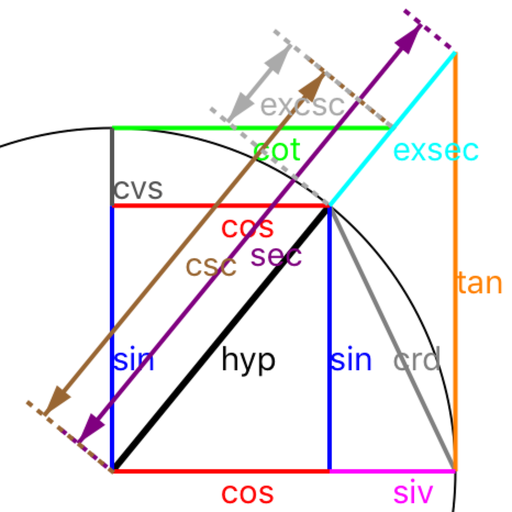 excsc
cot
exsec
cvs
cos
sec
csc
tan
sin
hyp
sin
crd
cos
siv